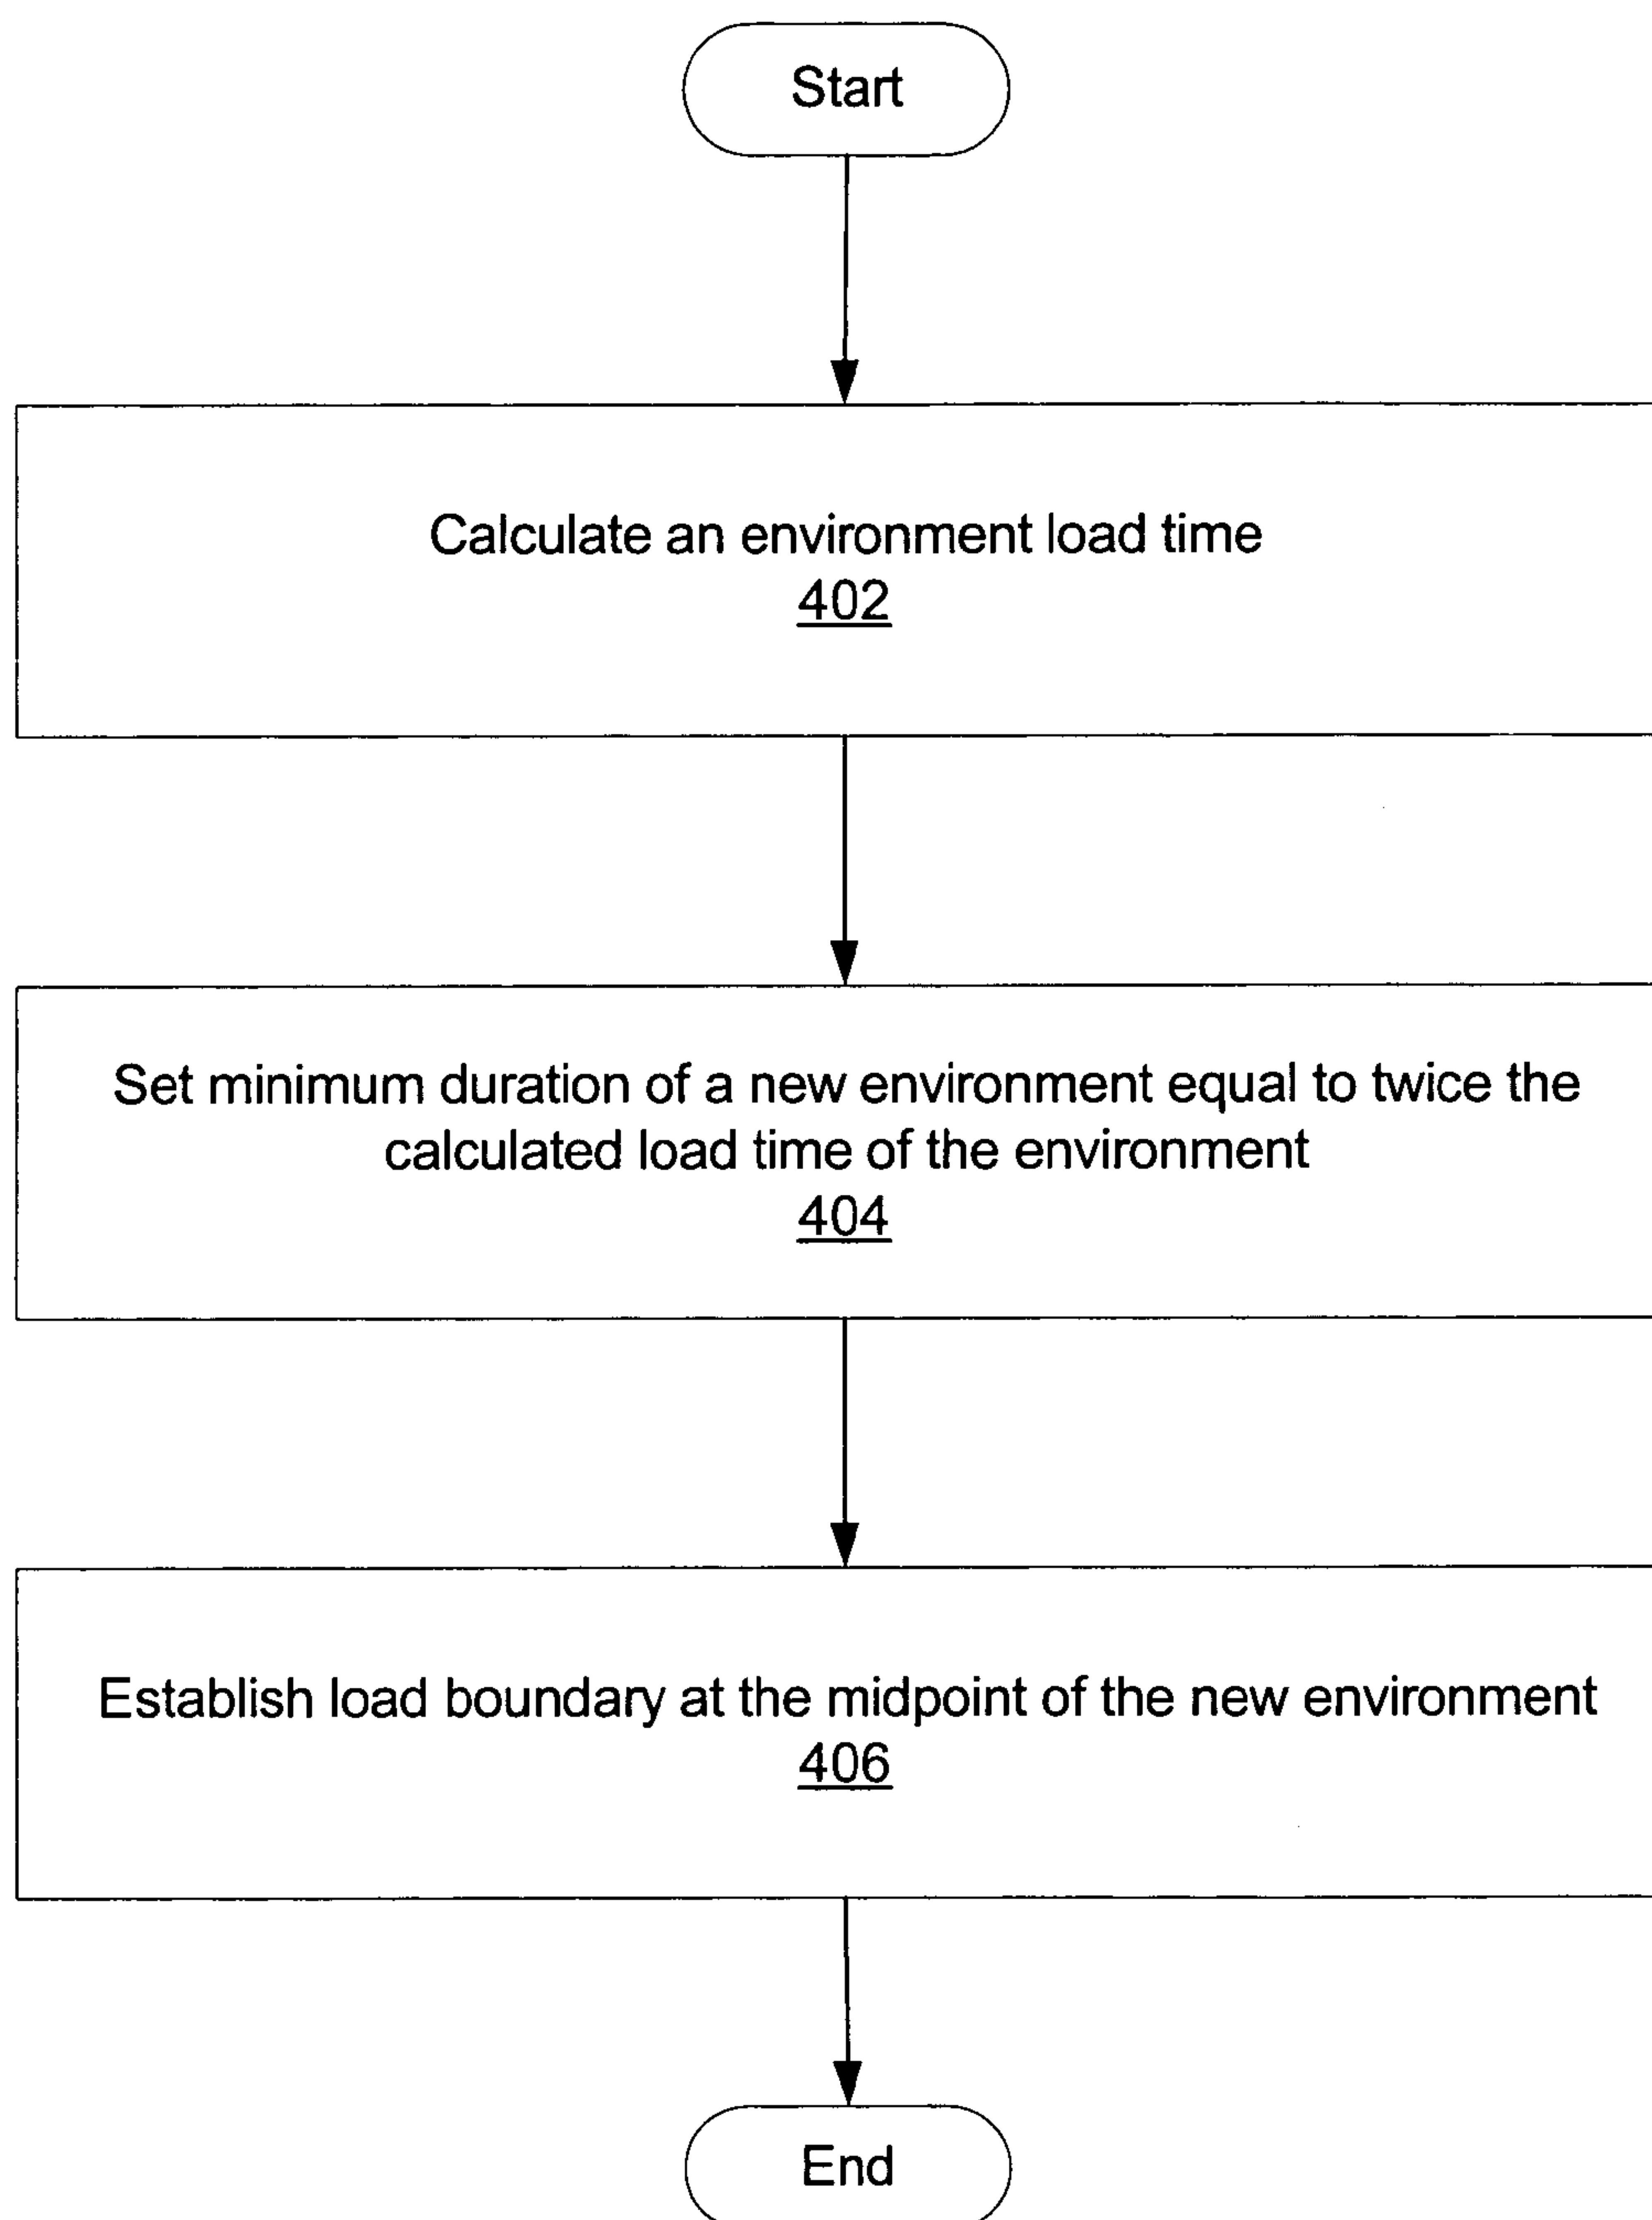 Start
Calculate an environment load time
402
Set minimum duration of a new environment equal to twice the
calculated load time of the environment
404
Establish load boundary at the midpoint of the new environment
406
End